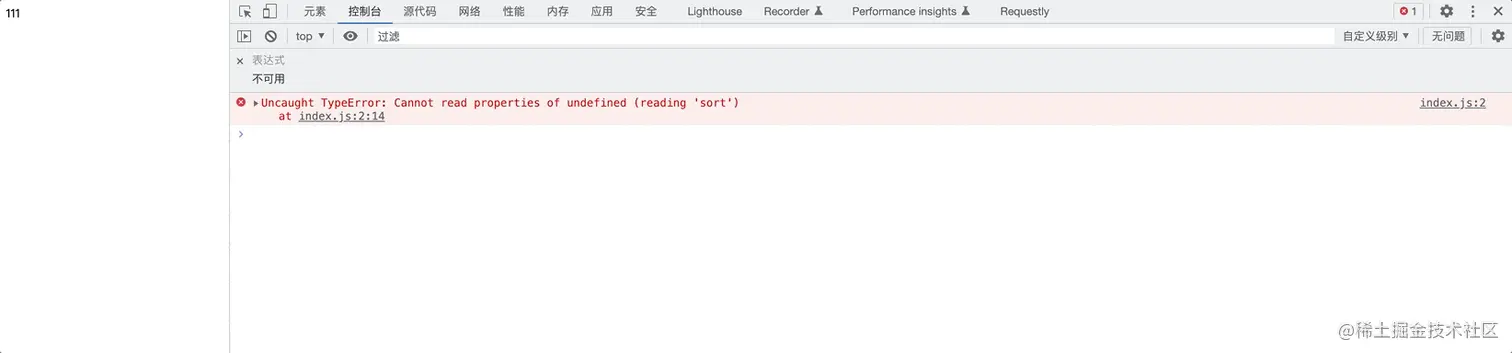 111
元素 控制台 源代码 网络 性能 内存 应用 安全 Lighthouse Recorder Performance insights Requestly 1
top 过滤 自定义级别 无问题
表达式
不可用
Uncaught TypeError: Cannot read properties of undefined (reading 'sort') index.js:2
at index.js:2:14
@稀土掘金技术社区